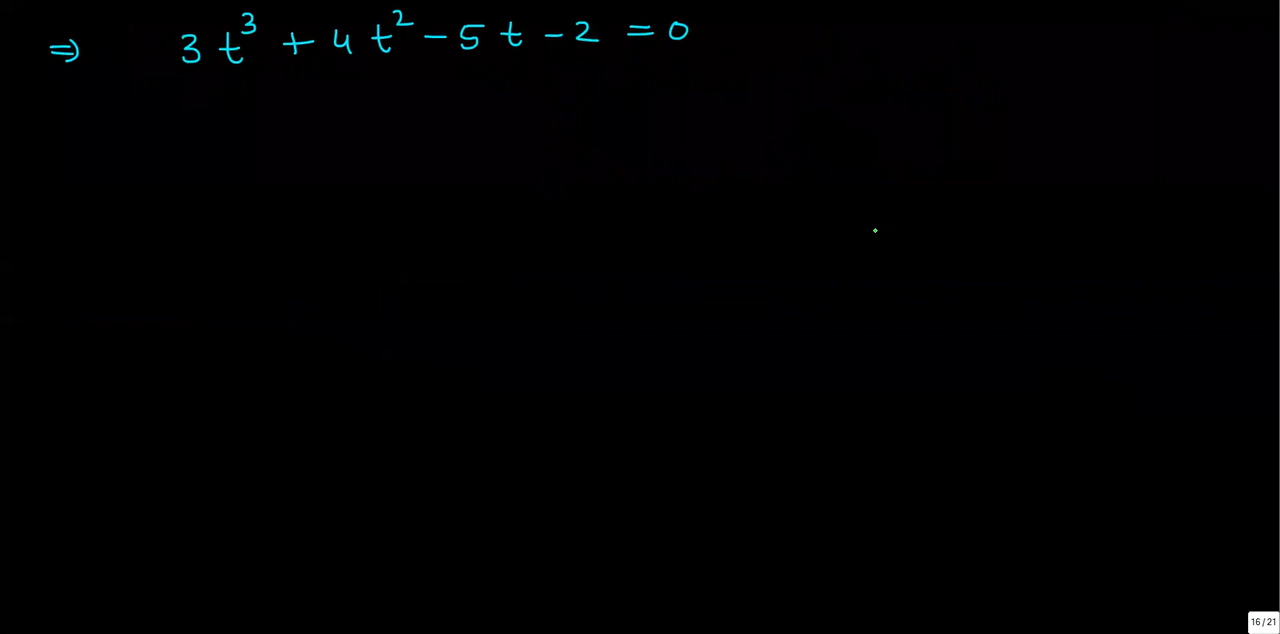 ⇒ 3t³ + 4t² - 5t - 2 = 0
16/21